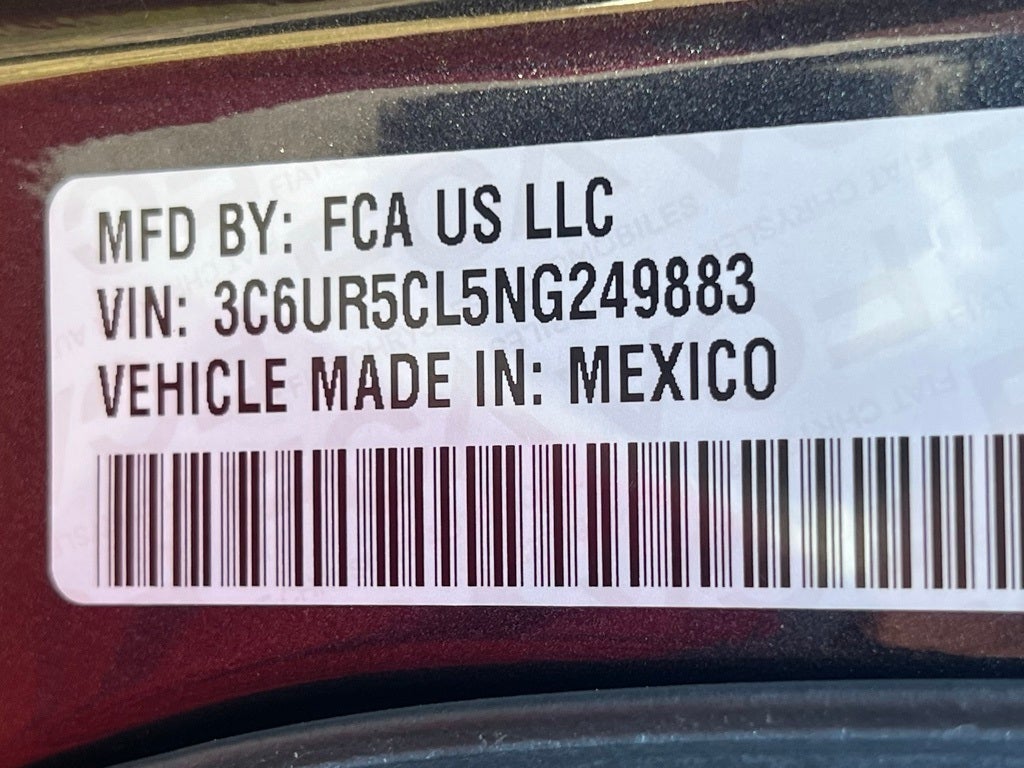 MFD BY: FCA US LLC
VIN: 3C6UR5CL5NG249883
VEHICLE MADE IN: MEXICO